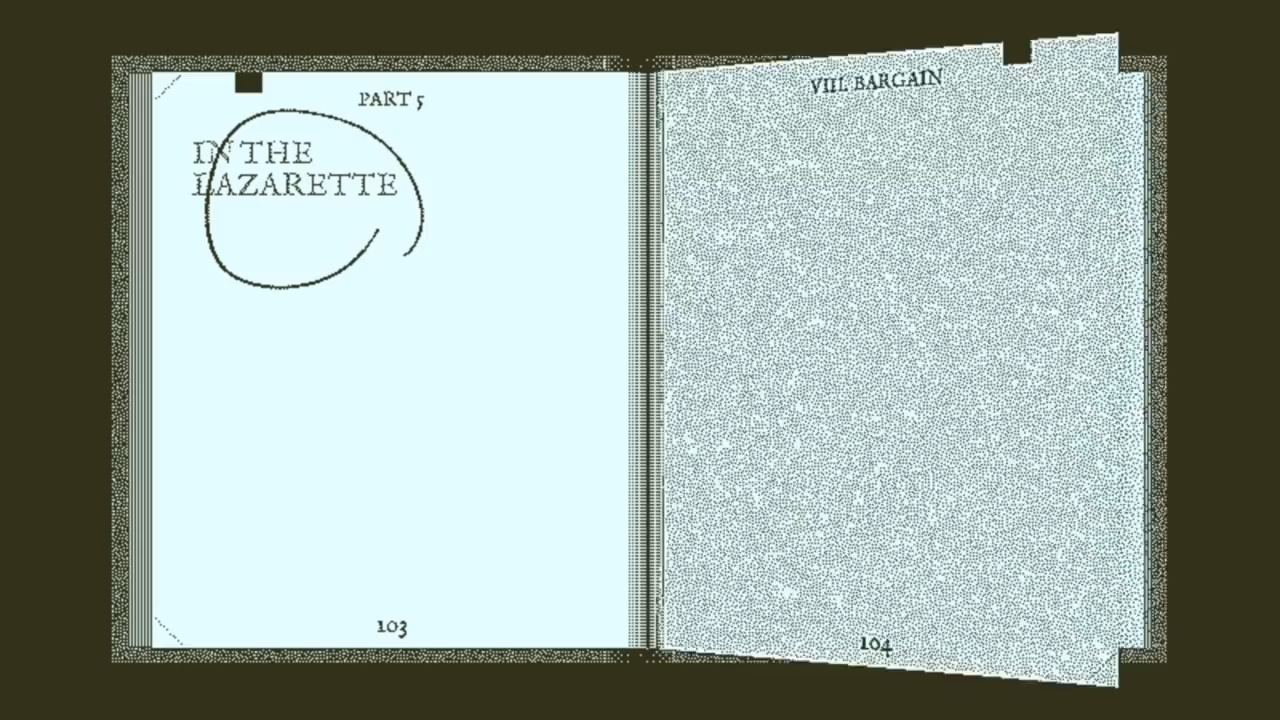 PART 5
IN THE
LAZARETTE
103
VIII. BARGAIN
104